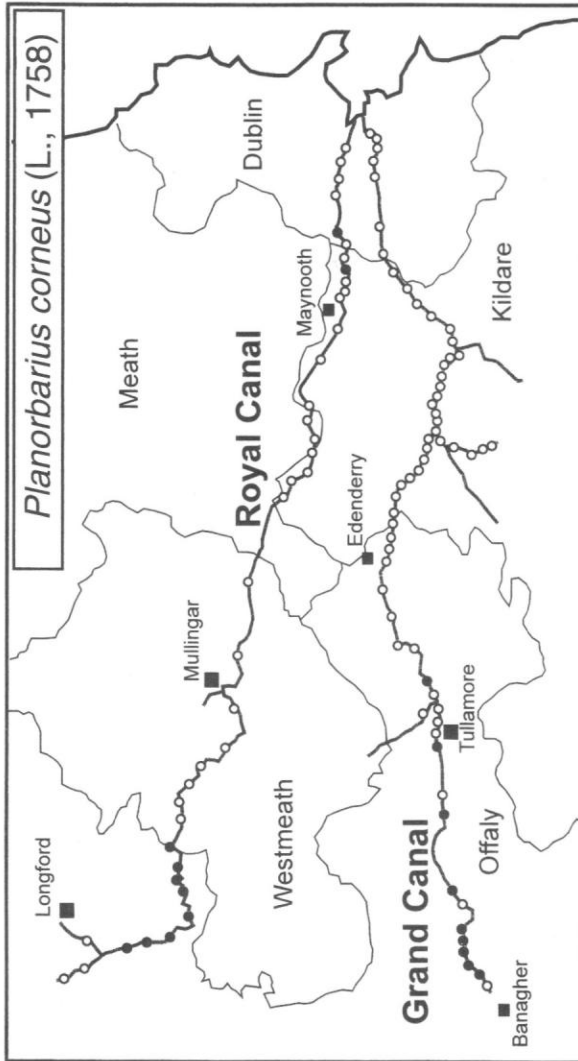 Planorbarius corneus (L., 1758)
Meath
Dublin
Longford
Mullingar
Royal Canal
Maynooth
Westmeath
Edenderry
Kildare
Grand Canal
Tullamore
Offaly
Banagher